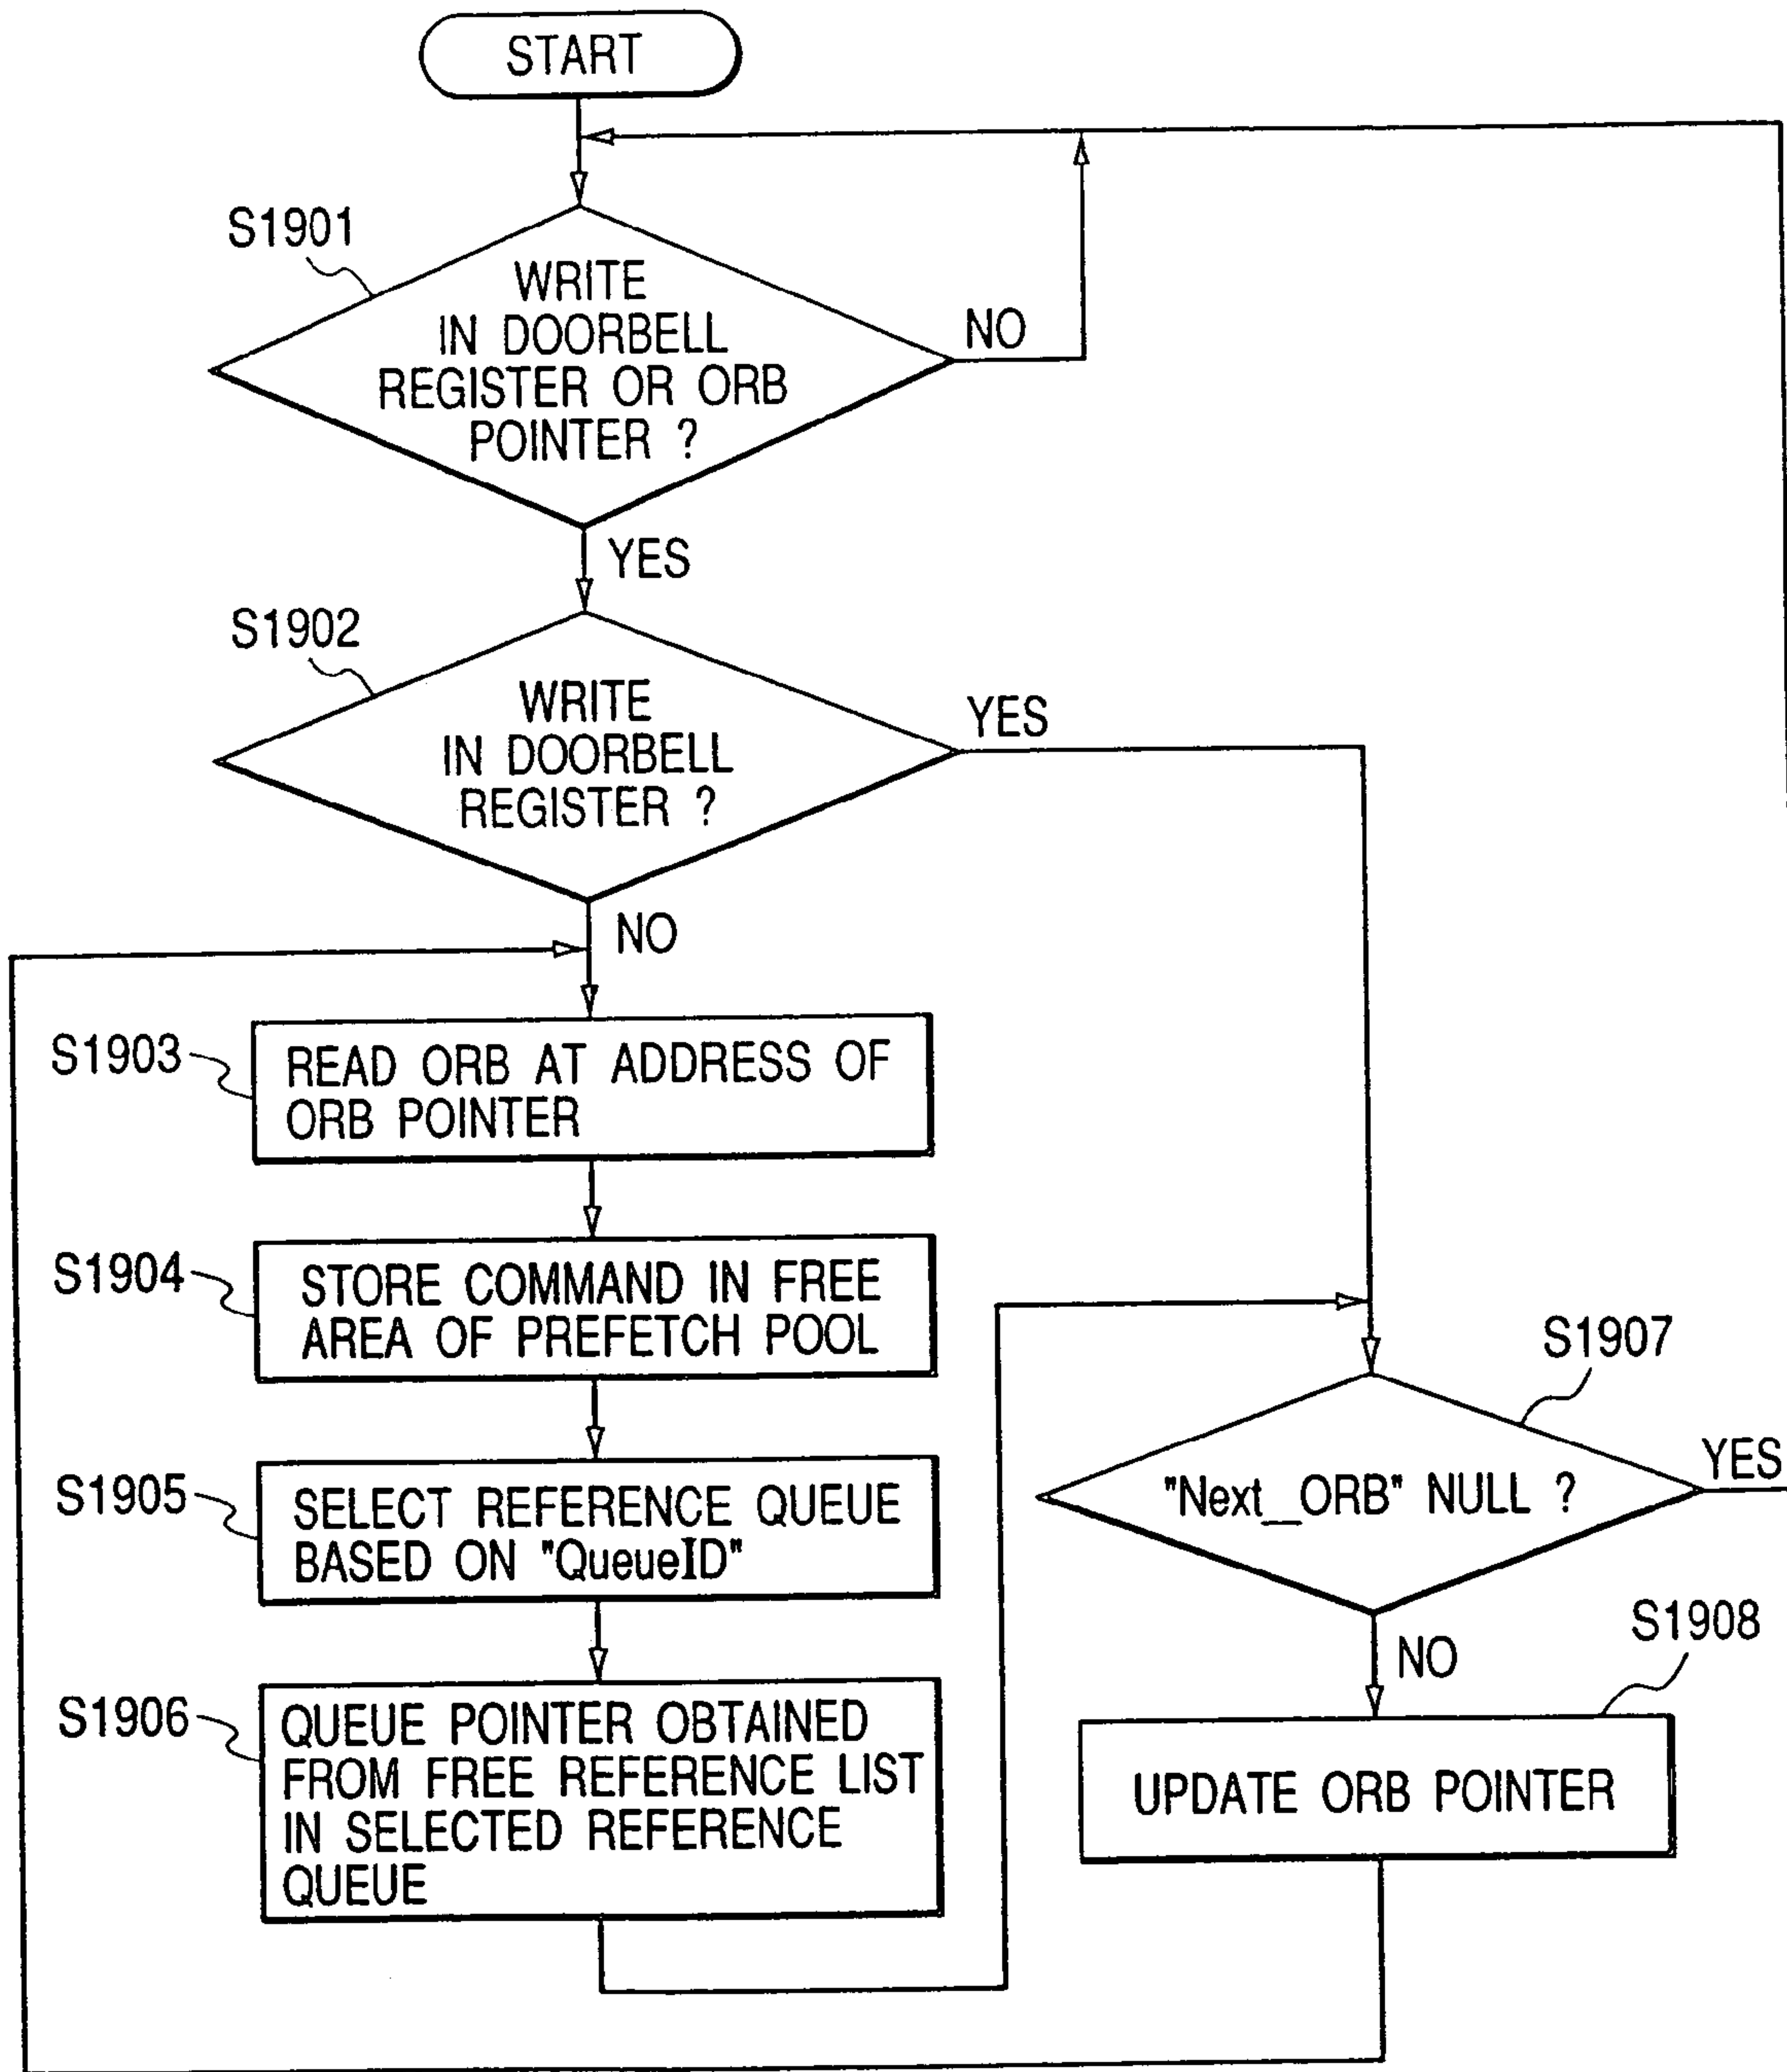 START
S1901
WRITE
IN DOORBELL
REGISTER OR ORB
POINTER ?
NO
YES
S1902
WRITE
IN DOORBELL
REGISTER ?
YES
NO
S1903
READ ORB AT ADDRESS OF
ORB POINTER
S1904
STORE COMMAND IN FREE
AREA OF PREFETCH POOL
S1905
SELECT REFERENCE QUEUE
BASED ON "QueueID"
S1906
QUEUE POINTER OBTAINED
FROM FREE REFERENCE LIST
IN SELECTED REFERENCE
QUEUE
S1907
"Next_ORB" NULL ?
YES
NO
S1908
UPDATE ORB POINTER